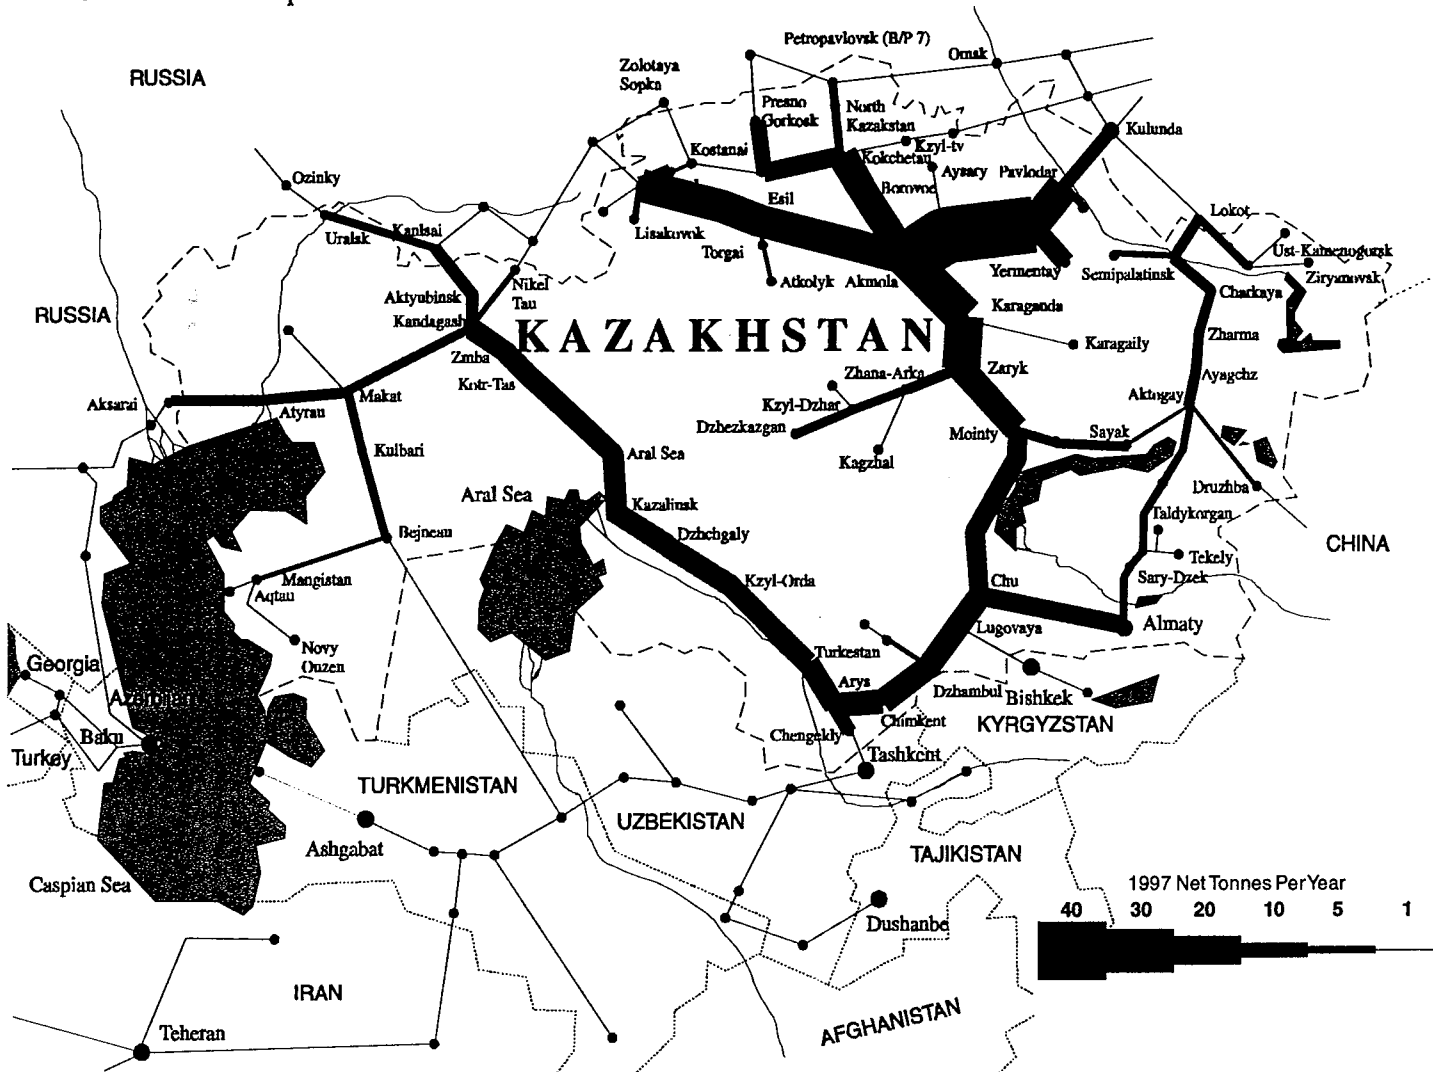 RUSSIA
Petropavlovsk (B/P 7)
Omsk
Zolotaya
Sopka
Presno
Gorkosk
North
Kazakstan
Kulunda
Kostanai
Kokchetau
Kzyl-tv
Aysary
Pavlodar
Borovoe
Ozinky
Esil
Lokot
Uralsk
Kanisai
Lisakovok
Torgai
Ust-Kamenogorsk
Atkolyk
Akmola
Yermentay
Semipalatinsk
Ziryanovsk
Nikel
Tau
Aktyubinsk
Charkaya
RUSSIA
Kandagash
Karaganda
KAZAKHSTAN
Zharma
Karagaily
Zmba
Kotr-Tas
Zhana-Arka
Zaryk
Ayagchz
Aksarai
Atyrau
Makat
Kzyl-Dzhar
Aktogay
Dzhezkazgan
Mointy
Sayak
Kulbari
Aral Sea
Kagzhal
Aral Sea
Druzhba
Kazalinsk
Taldykorgan
Bejneau
Dzhchgaly
CHINA
Tekely
Mangistan
Aqtau
Kzyl-Orda
Chu
Sary-Dzek
Lugovaya
Almaty
Novy
Ouzen
Turkestan
Georgia
Arys
Dzhambul
Bishkek
Azerbaijan
Chimkent
KYRGYZSTAN
Baku
Chengekly
Turkey
Tashkent
TURKMENISTAN
UZBEKISTAN
Ashgabat
TAJIKISTAN
Caspian Sea
1997 Net Tonnes Per Year
40 30 20 10 5 1
Dushanbe
IRAN
AFGHANISTAN
Teheran